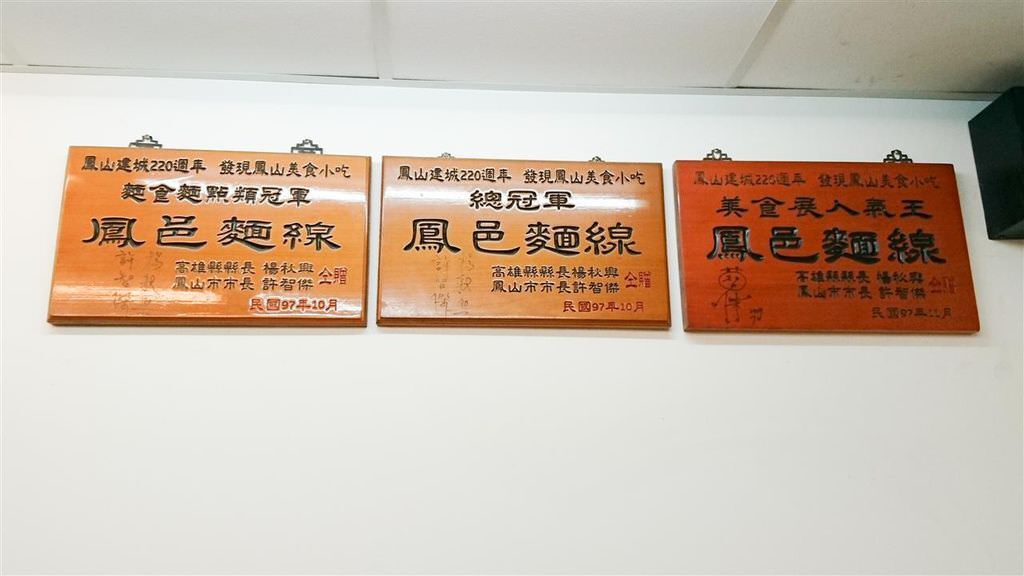 鳳山建城220週年 發現鳳山美食小吃
麵食麵點類冠軍
鳳邑麵線
高雄縣縣長 楊秋興
鳳山市市長 許智傑
仝贈
民國97年10月
鳳山建城220週年 發現鳳山美食小吃
總冠軍
鳳邑麵線
高雄縣縣長楊秋興
鳳山市市長許智傑
仝贈
民國97年10月
鳳山建城220週年 發現鳳山美食小吃
美食展人氣王
鳳邑麵線
高雄縣縣長 楊秋興
鳳山市市長 許智傑
仝贈
民國97年11月